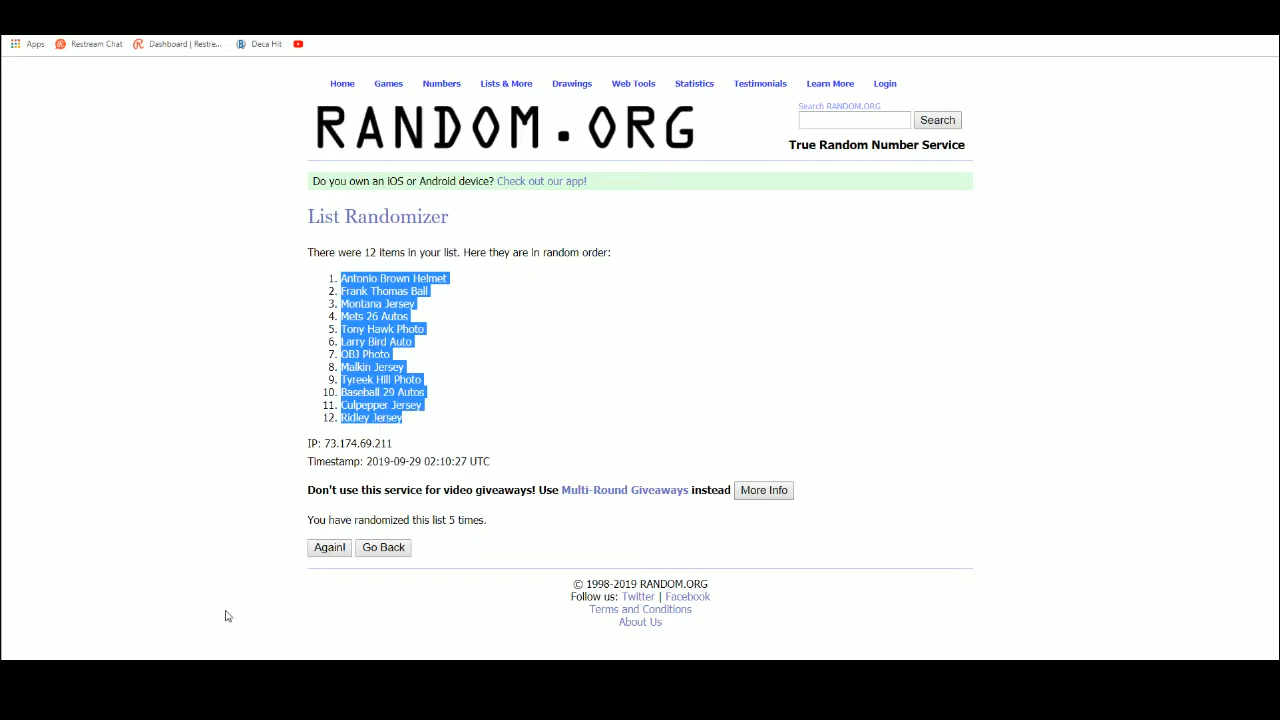 Apps Restream Chat Dashboard | Restre... Deca Hit
Home Games Numbers Lists & More Drawings Web Tools Statistics Testimonials Learn More Login
RANDOM.ORG
Search RANDOM.ORG
Search
True Random Number Service
Do you own an iOS or Android device? Check out our app!
List Randomizer
There were 12 items in your list. Here they are in random order:
1. Antonio Brown Helmet
2. Frank Thomas Ball
3. Montana Jersey
4. Mets 26 Autos
5. Tony Hawk Photo
6. Larry Bird Auto
7. OBJ Photo
8. Malkin Jersey
9. Tyreek Hill Photo
10. Baseball 29 Autos
11. Culpepper Jersey
12. Ridley Jersey
IP: 73.174.69.211
Timestamp: 2019-09-29 02:10:27 UTC
Don't use this service for video giveaways! Use Multi-Round Giveaways instead More Info
You have randomized this list 5 times.
Again! Go Back
© 1998-2019 RANDOM.ORG
Follow us: Twitter | Facebook
Terms and Conditions
About Us